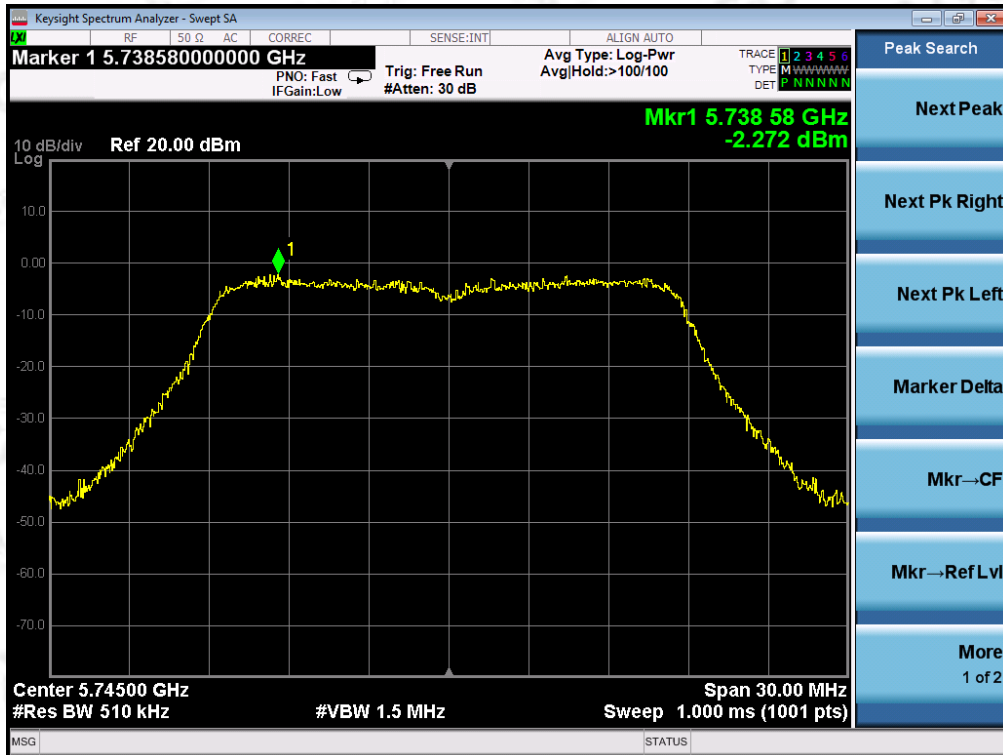 Keysight Spectrum Analyzer - Swept SA
LXI RF 50 Ω AC CORREC SENSE:INT ALIGN AUTO
Marker 1 5.738580000000 GHz
PNO: Fast
IFGain:Low
Trig: Free Run
#Atten: 30 dB
Avg Type: Log-Pwr
Avg|Hold:>100/100
TRACE 1 2 3 4 5 6
TYPE M WWWWW
DET P N N N N N
Mkr1 5.738 58 GHz
-2.272 dBm
10 dB/div Ref 20.00 dBm
Log
10.0
0.00
-10.0
-20.0
-30.0
-40.0
-50.0
-60.0
-70.0
1
Center 5.74500 GHz Span 30.00 MHz
#Res BW 510 kHz #VBW 1.5 MHz Sweep 1.000 ms (1001 pts)
MSG STATUS
Peak Search
Next Peak
Next Pk Right
Next Pk Left
Marker Delta
Mkr→CF
Mkr→Ref Lvl
More
1 of 2